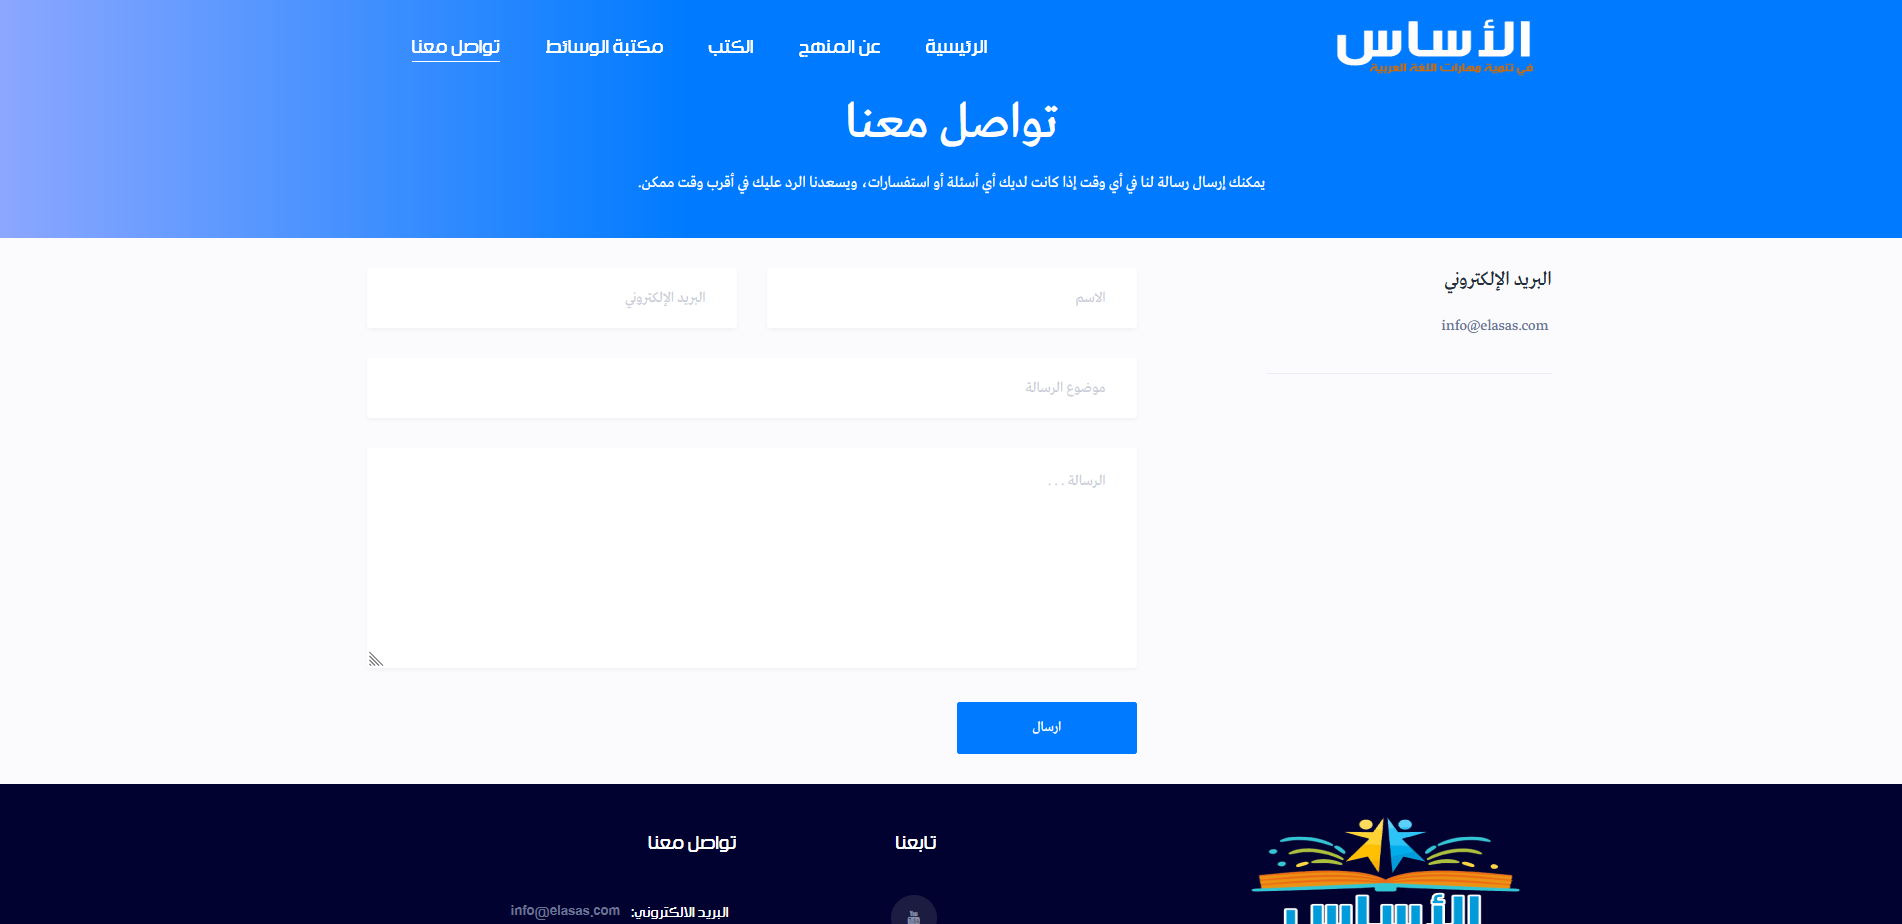 الأساس
في تنمية مهارات اللغة العربية
الرئيسية
عن المنهج
الكتب
مكتبة الوسائط
تواصل معنا
تواصل معنا
يمكنك إرسال رسالة لنا في أي وقت إذا كانت لديك أي أسئلة أو استفسارات، ويسعدنا الرد عليك في أقرب وقت ممكن.
البريد الإلكتروني
info@elasas.com
الاسم
البريد الإلكتروني
موضوع الرسالة
الرسالة . . .
ارسال
الأساس
تابعنا
تواصل معنا
البريد الالكتروني: info@elasas.com